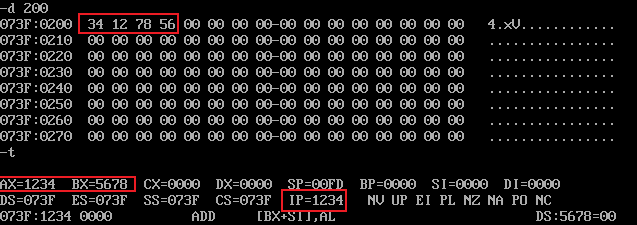 -d 200
073F:0200  34 12 78 56 00 00 00 00-00 00 00 00 00 00 00 00   4.xV............
073F:0210  00 00 00 00 00 00 00 00-00 00 00 00 00 00 00 00   ................
073F:0220  00 00 00 00 00 00 00 00-00 00 00 00 00 00 00 00   ................
073F:0230  00 00 00 00 00 00 00 00-00 00 00 00 00 00 00 00   ................
073F:0240  00 00 00 00 00 00 00 00-00 00 00 00 00 00 00 00   ................
073F:0250  00 00 00 00 00 00 00 00-00 00 00 00 00 00 00 00   ................
073F:0260  00 00 00 00 00 00 00 00-00 00 00 00 00 00 00 00   ................
073F:0270  00 00 00 00 00 00 00 00-00 00 00 00 00 00 00 00   ................
-t
AX=1234  BX=5678  CX=0000  DX=0000  SP=00FD  BP=0000  SI=0000  DI=0000
DS=073F  ES=073F  SS=073F  CS=073F  IP=1234   NV UP EI PL NZ NA PO NC
073F:1234 0000          ADD     [BX+SI],AL                         DS:5678=00